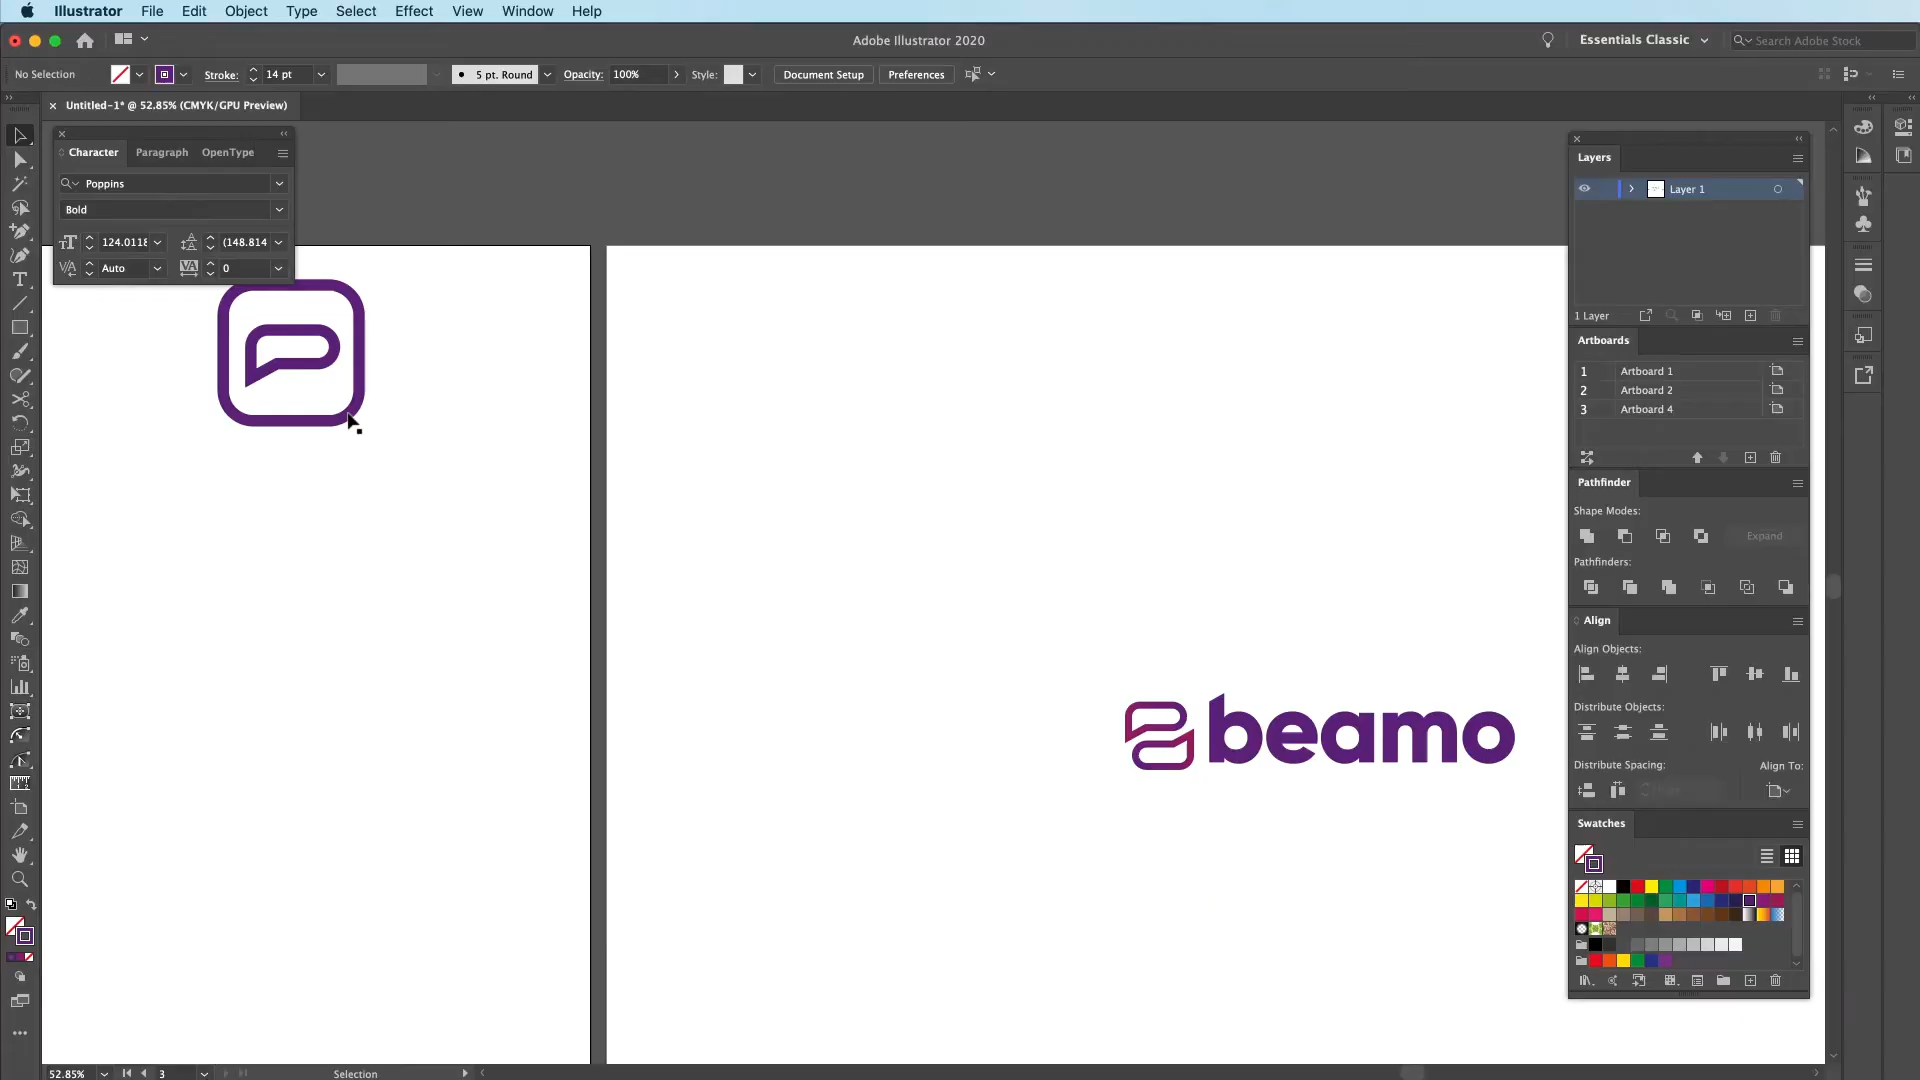 Illustrator File Edit Object Type Select Effect View Window Help
Adobe Illustrator 2020
Essentials Classic
Search Adobe Stock
No Selection
Stroke: 14 pt
5 pt. Round
Opacity: 100%
Style:
Document Setup
Preferences
Untitled-1* @ 52.85% (CMYK/GPU Preview)
Character Paragraph OpenType
Poppins
Bold
124.0118
(148.814
Auto
0
beamo
Layers
Layer 1
1 Layer
Artboards
1 Artboard 1
2 Artboard 2
3 Artboard 4
Pathfinder
Shape Modes:
Expand
Pathfinders:
Align
Align Objects:
Distribute Objects:
Distribute Spacing:
Align To:
Swatches
52.85%
3
Selection